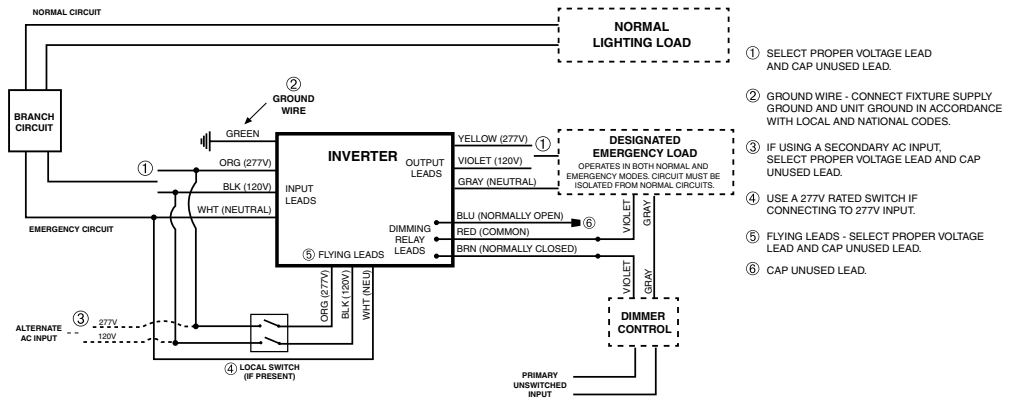 NORMAL CIRCUIT
NORMAL
LIGHTING LOAD
BRANCH
CIRCUIT
②
GROUND
WIRE
GREEN
①
ORG (277V)
BLK (120V)
WHT (NEUTRAL)
EMERGENCY CIRCUIT
INVERTER
INPUT
LEADS
OUTPUT
LEADS
DIMMING
RELAY
LEADS
⑤ FLYING LEADS
YELLOW (277V)
①
VIOLET (120V)
GRAY (NEUTRAL)
DESIGNATED
EMERGENCY LOAD
OPERATES IN BOTH NORMAL AND
EMERGENCY MODES. CIRCUIT MUST BE
ISOLATED FROM NORMAL CIRCUITS.
BLU (NORMALLY OPEN)
⑥
RED (COMMON)
BRN (NORMALLY CLOSED)
VIOLET
GRAY
VIOLET
GRAY
ORG (277V)
BLK (120V)
WHT (NEU)
ALTERNATE
AC INPUT
③
277V
120V
④ LOCAL SWITCH
(IF PRESENT)
DIMMER
CONTROL
PRIMARY
UNSWITCHED
INPUT
① SELECT PROPER VOLTAGE LEAD
AND CAP UNUSED LEAD.
② GROUND WIRE - CONNECT FIXTURE SUPPLY
GROUND AND UNIT GROUND IN ACCORDANCE
WITH LOCAL AND NATIONAL CODES.
③ IF USING A SECONDARY AC INPUT,
SELECT PROPER VOLTAGE LEAD AND CAP
UNUSED LEAD.
④ USE A 277V RATED SWITCH IF
CONNECTING TO 277V INPUT.
⑤ FLYING LEADS - SELECT PROPER VOLTAGE
LEAD AND CAP UNUSED LEAD.
⑥ CAP UNUSED LEAD.